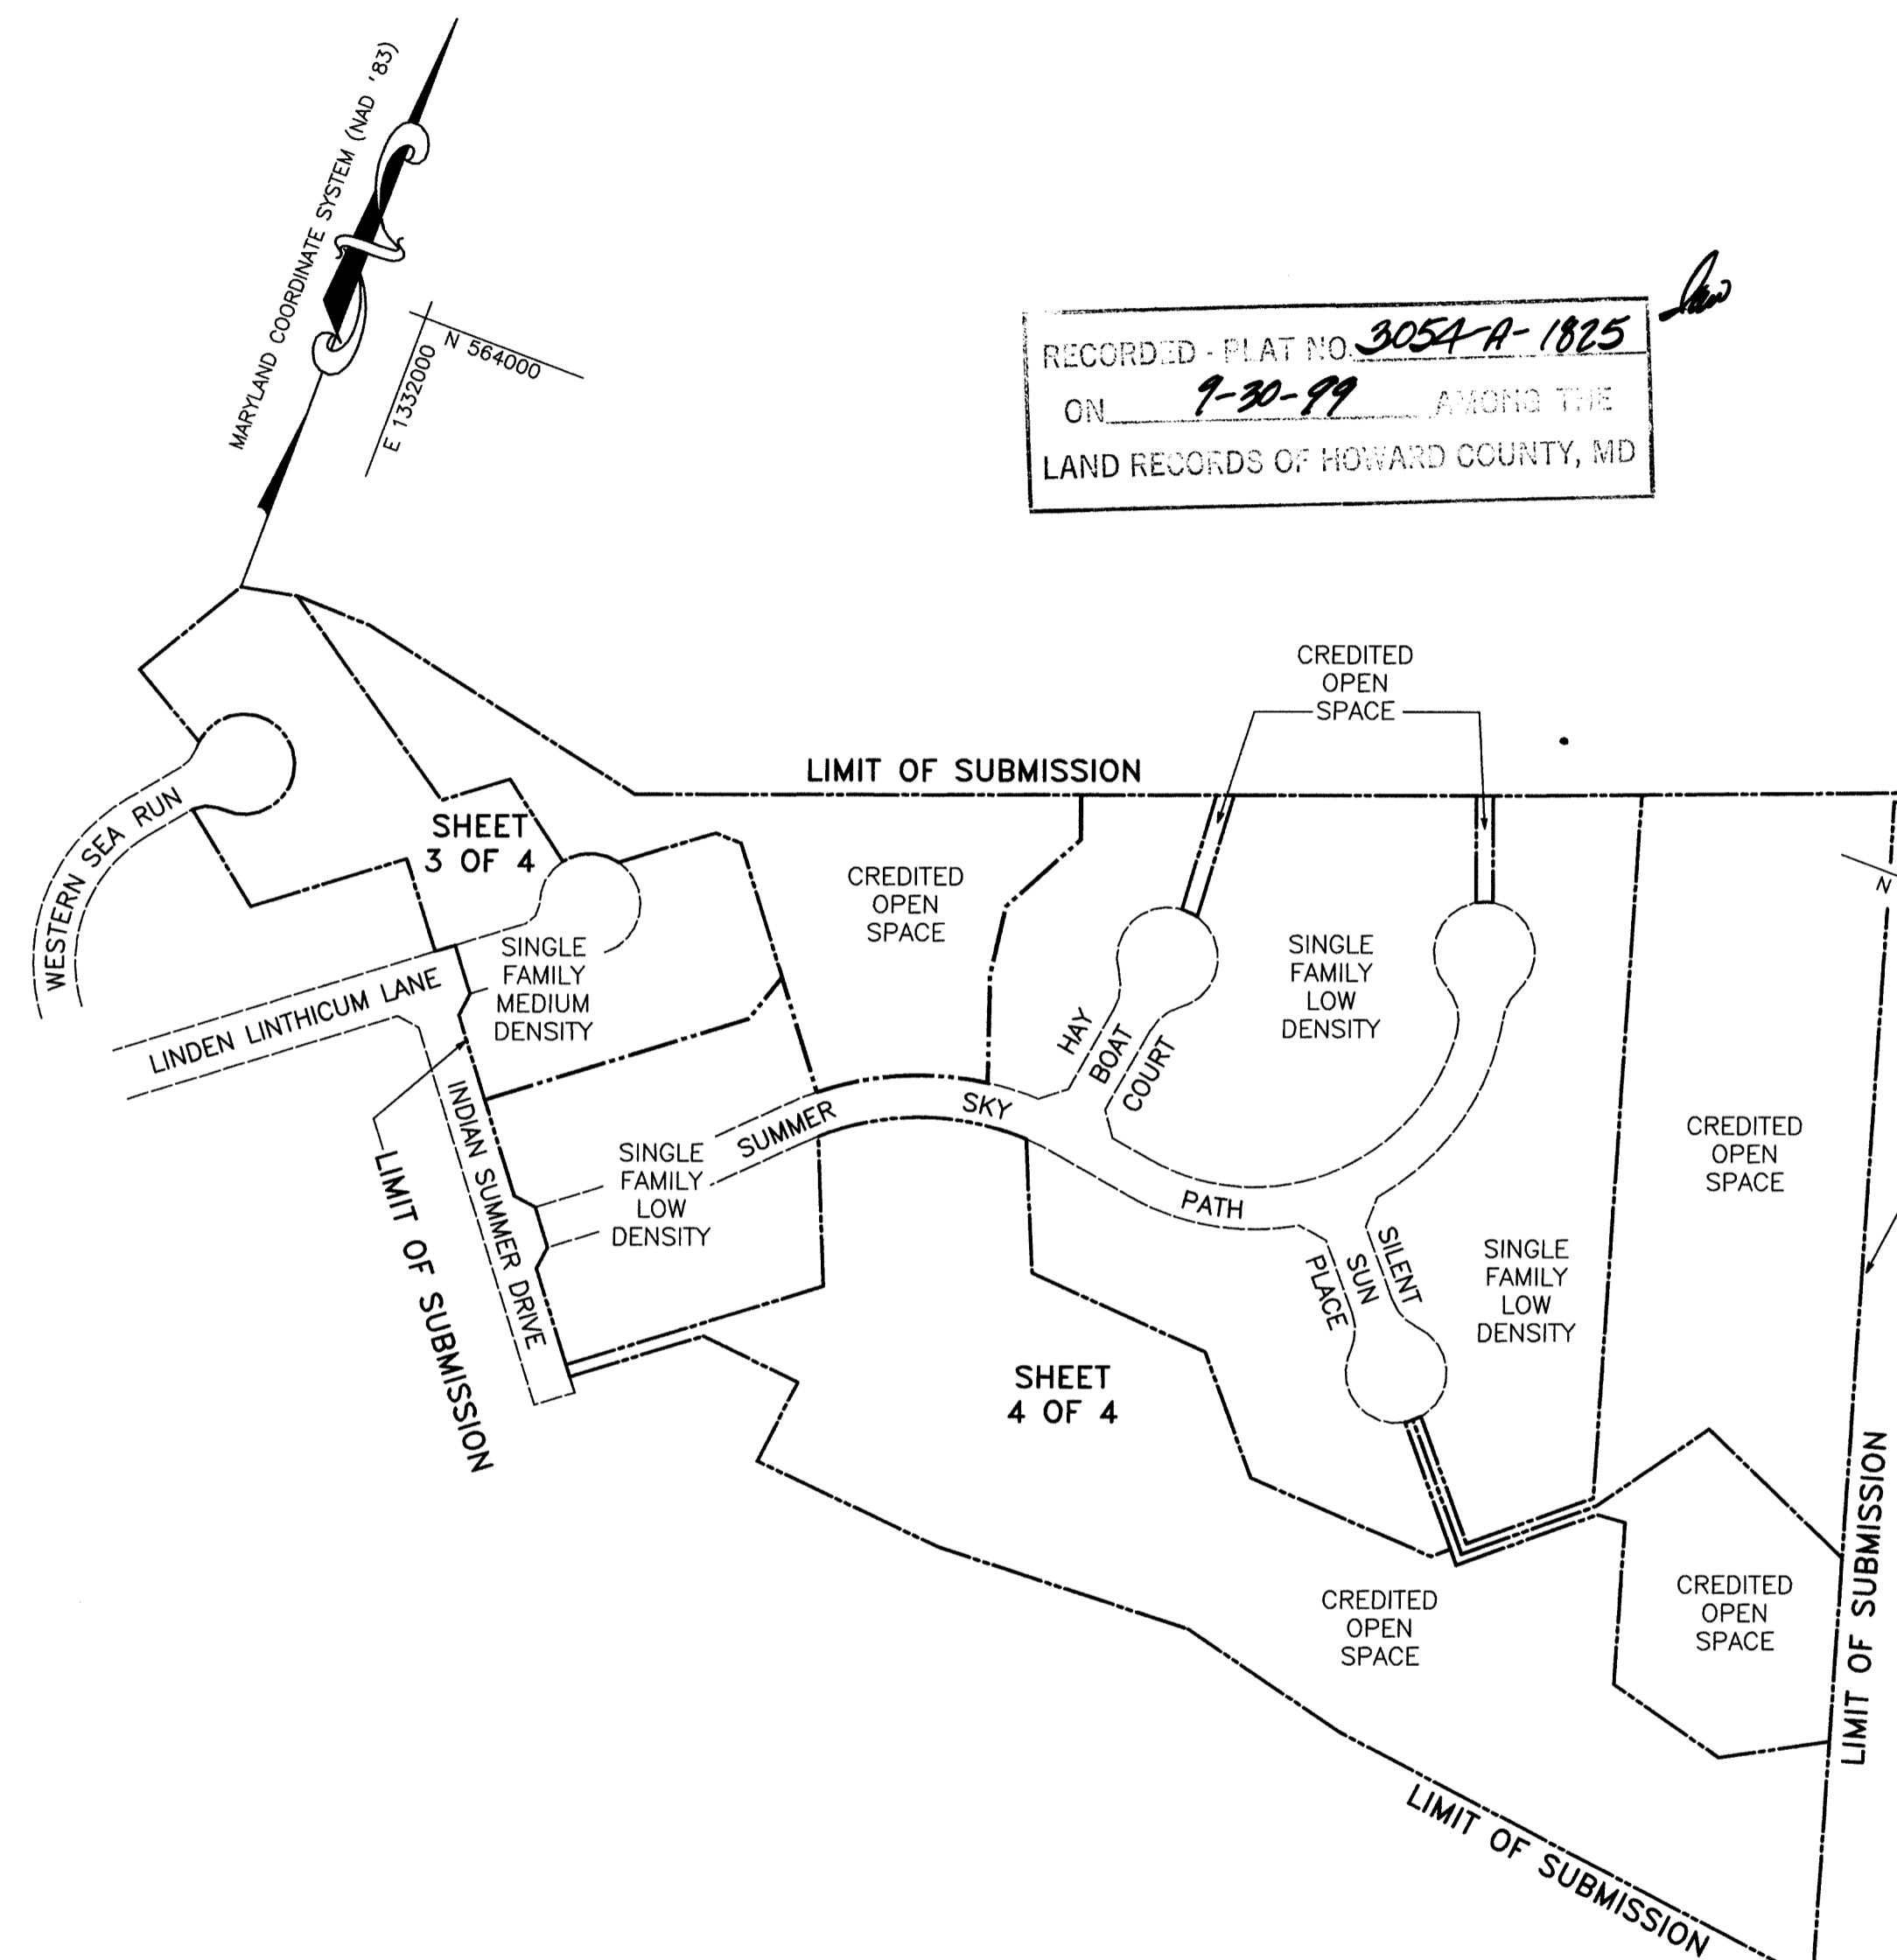 MARYLAND COORDINATE SYSTEM (NAD '83)
N 564000
E 1332000
RECORDED - PLAT NO. 3054-A-1825
ON 9-30-99 AMONG THE
LAND RECORDS OF HOWARD COUNTY, MD
CREDITED
OPEN
SPACE
LIMIT OF SUBMISSION
WESTERN SEA RUN
SHEET
3 OF 4
CREDITED
OPEN
SPACE
N
SINGLE
FAMILY
MEDIUM
DENSITY
SINGLE
FAMILY
LOW
DENSITY
LINDEN LINTHICUM LANE
HAY
BOAT
COURT
SUMMER SKY PATH
INDIAN SUMMER DRIVE
LIMIT OF SUBMISSION
SINGLE
FAMILY
LOW
DENSITY
CREDITED
OPEN
SPACE
SILENT
SUN
PLACE
SINGLE
FAMILY
LOW
DENSITY
SHEET
4 OF 4
CREDITED
OPEN
SPACE
CREDITED
OPEN
SPACE
LIMIT OF SUBMISSION
LIMIT OF SUBMISSION